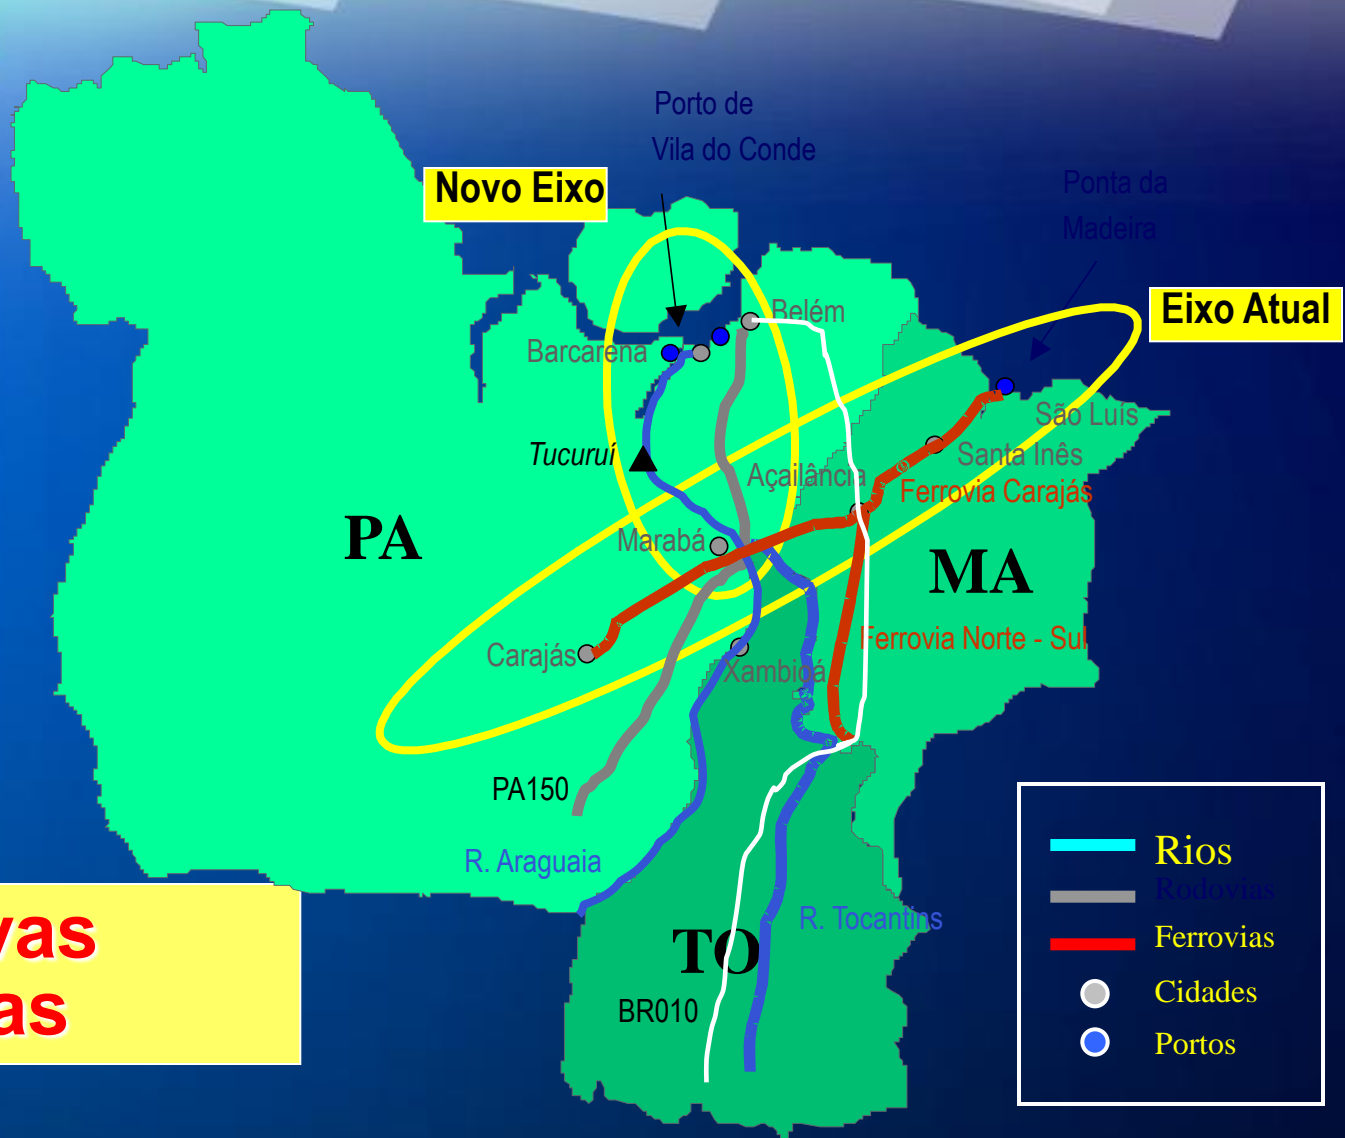 Porto de
Vila do Conde
Novo Eixo
Ponta da
Madeira
Eixo Atual
Belém
Barcarena
São Luís
Tucuruí
Santa Inês
Açailância
Ferrovia Carajás
PA
Marabá
MA
Ferrovia Norte - Sul
Carajás
Xambioá
PA150
R. Araguaia
R. Tocantins
TO
BR010
vas
as
Rios
Rodovias
Ferrovias
Cidades
Portos